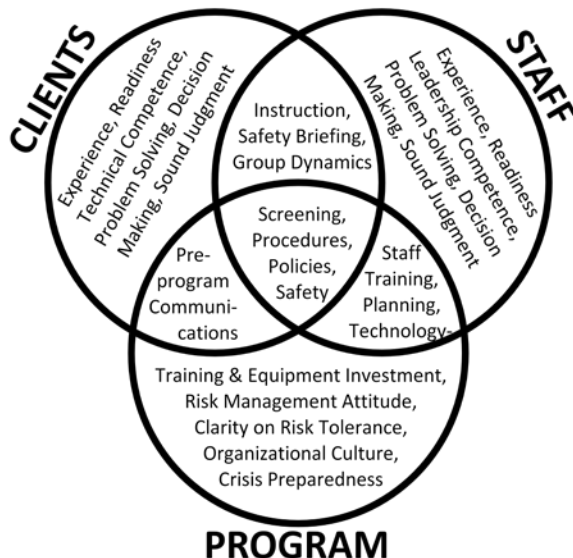 CLIENTS
STAFF
Experience, Readiness
Technical Competence,
Problem Solving, Decision
Making, Sound Judgment
Instruction,
Safety Briefing,
Group Dynamics
Experience, Readiness
Leadership Competence,
Problem Solving, Decision
Making, Sound Judgment
Pre-
program
Communi-
cations
Screening,
Procedures,
Policies,
Safety
Staff
Training,
Planning,
Technology-
Training & Equipment Investment,
Risk Management Attitude,
Clarity on Risk Tolerance,
Organizational Culture,
Crisis Preparedness
PROGRAM